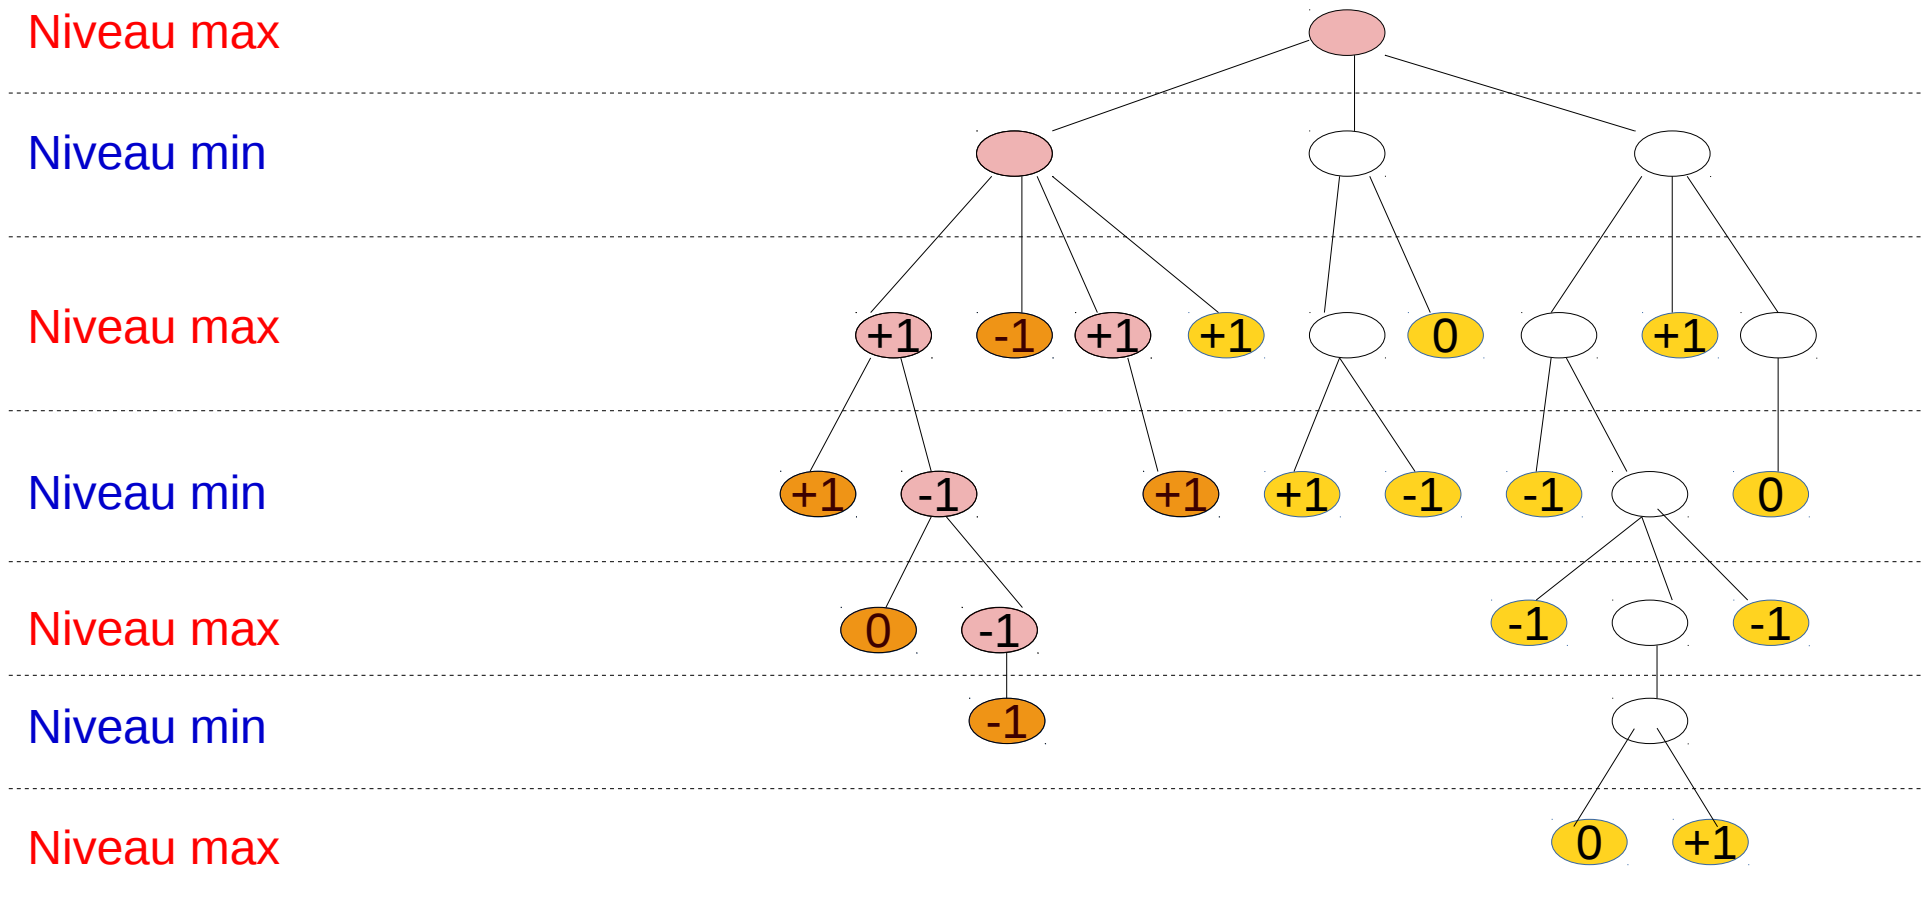 Niveau max
Niveau min
Niveau max
+1 -1 +1 +1 0 +1
Niveau min
+1 -1 +1 +1 -1 -1 0
Niveau max
0 -1 -1 -1
Niveau min
-1
Niveau max
0 +1